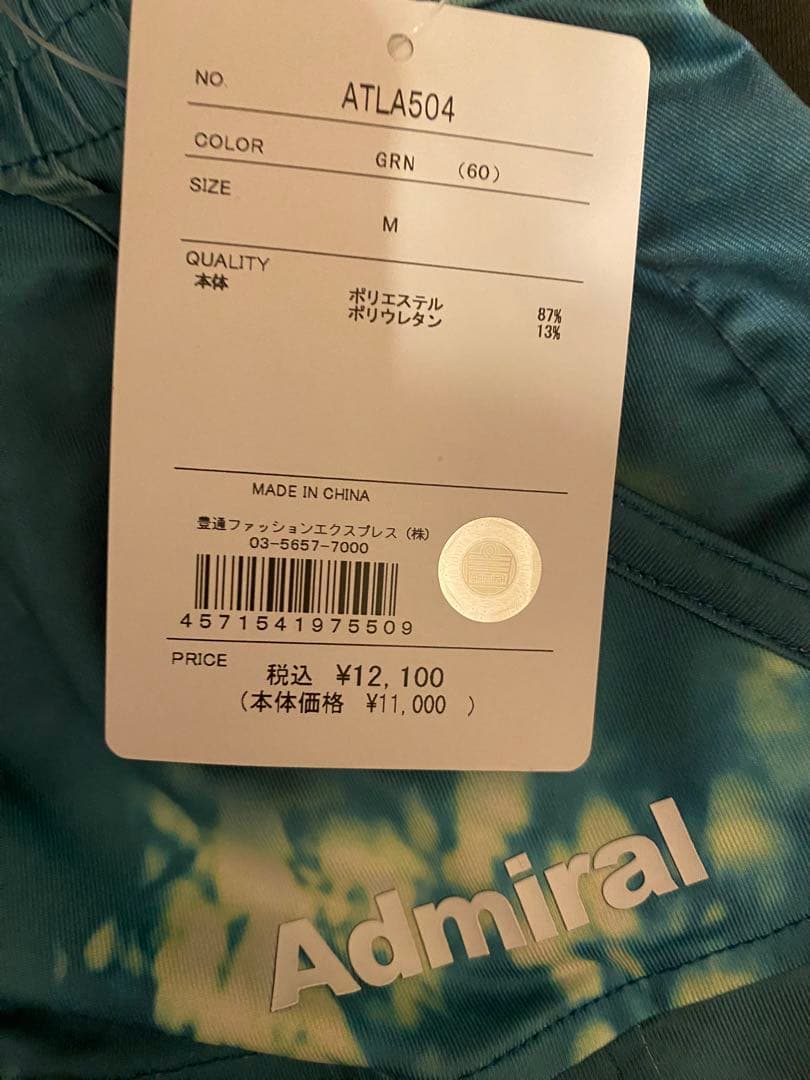 NO. ATLA504
COLOR GRN (60)
SIZE
M
QUALITY
本体
ポリエステル 87%
ポリウレタン 13%
MADE IN CHINA
豊通ファッションエクスプレス（株）
03-5657-7000
4571541975509
PRICE 税込 ¥12,100
(本体価格 ¥11,000 )
Admiral